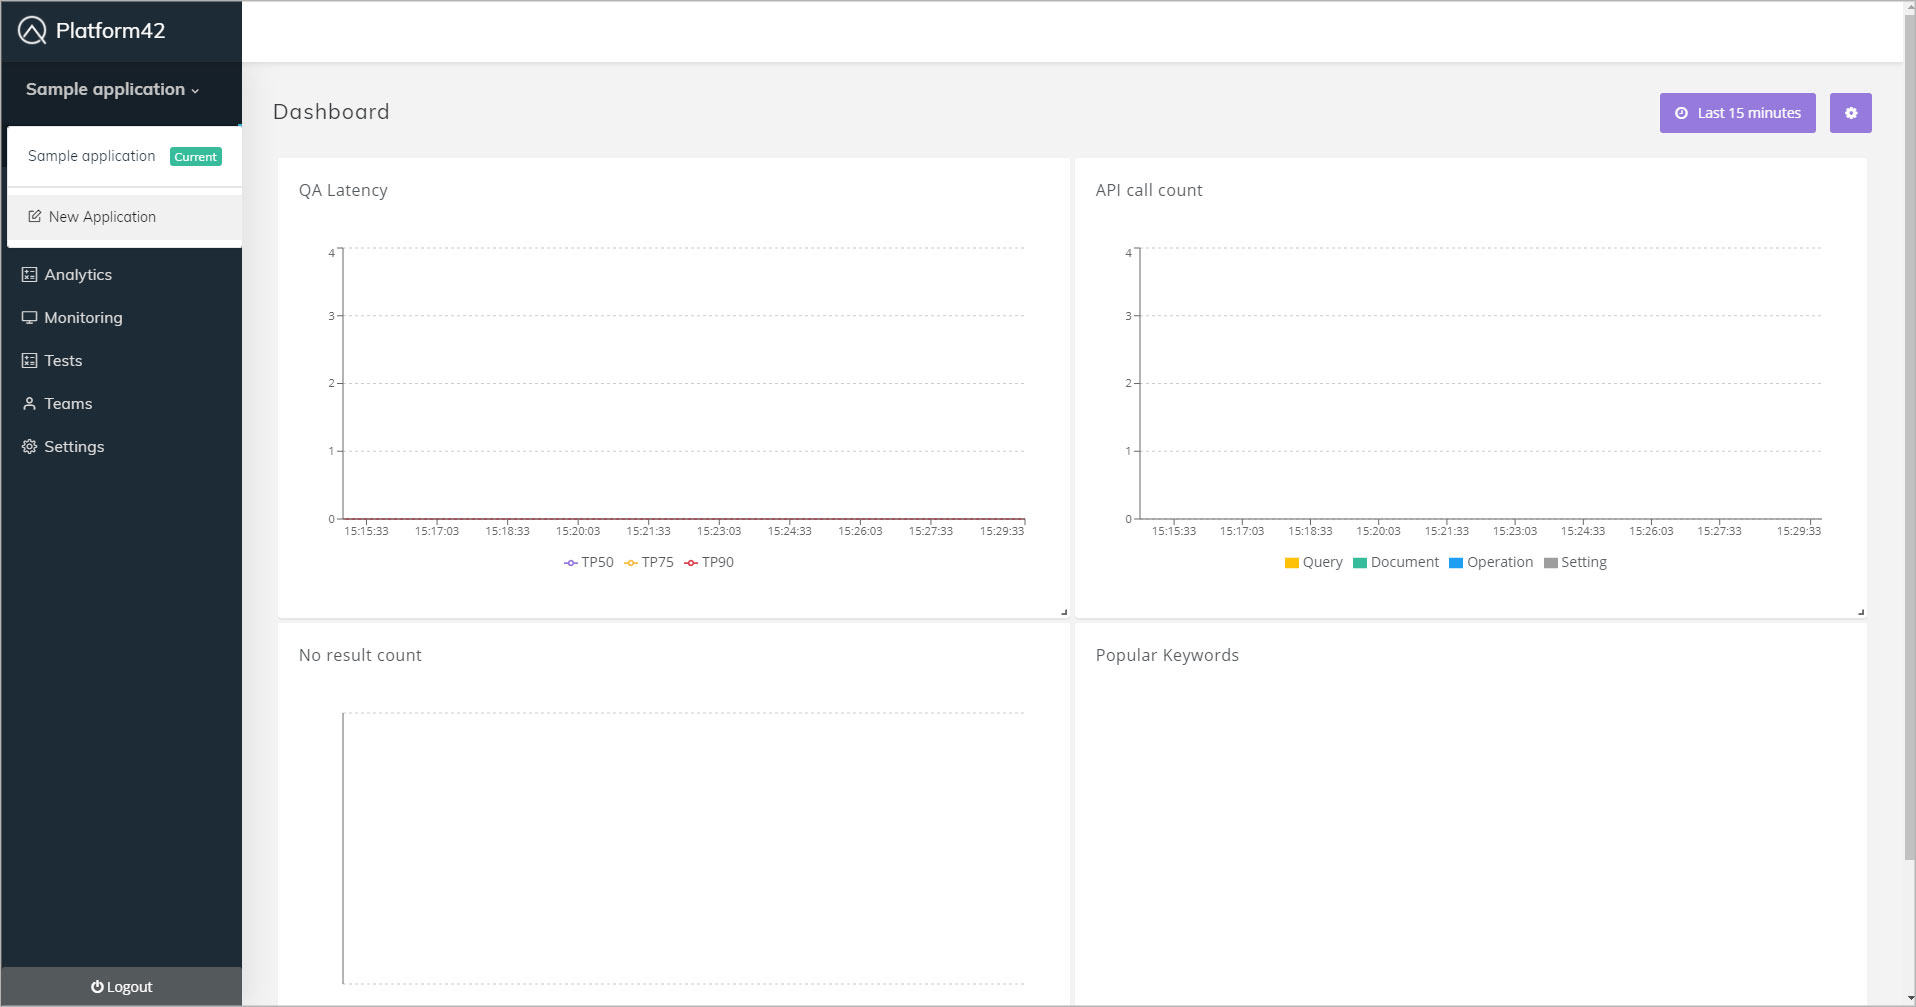 Platform42
Sample application
Sample application Current
New Application
Analytics
Monitoring
Tests
Teams
Settings
Logout
Dashboard
Last 15 minutes
QA Latency
4
3
2
1
0
15:15:33 15:17:03 15:18:33 15:20:03 15:21:33 15:23:03 15:24:33 15:26:03 15:27:33 15:29:33
TP50 TP75 TP90
API call count
4
3
2
1
0
15:15:33 15:17:03 15:18:33 15:20:03 15:21:33 15:23:03 15:24:33 15:26:03 15:27:33 15:29:33
Query Document Operation Setting
No result count
Popular Keywords